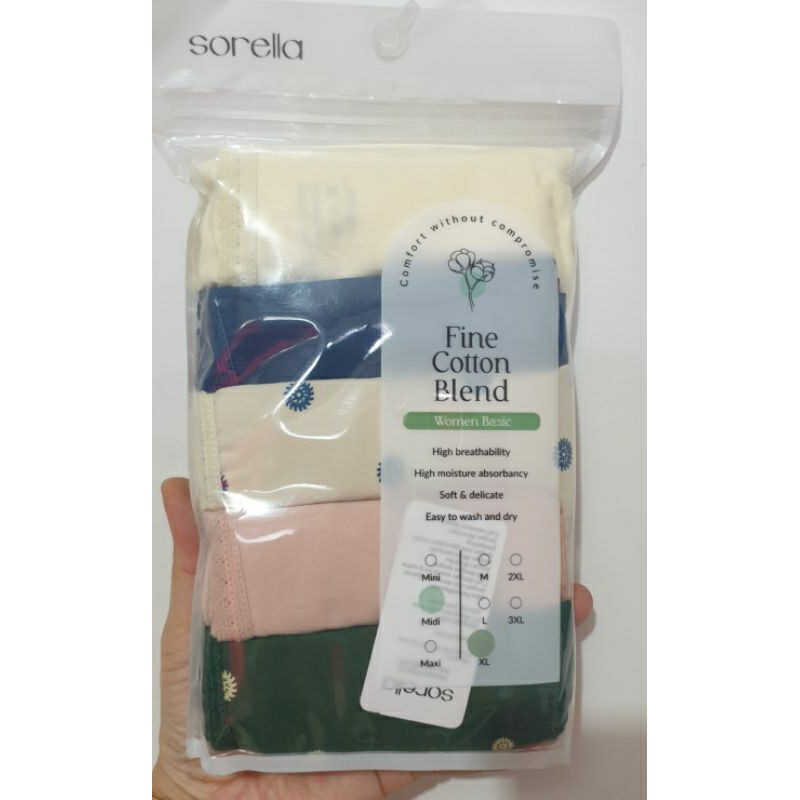 sorella
Comfort without compromise
Fine
Cotton
Blend
Women Basic
High breathability
High moisture absorbancy
Soft & delicate
Easy to wash and dry
Mini
M
2XL
Midi
L
3XL
Maxi
XL
sorella